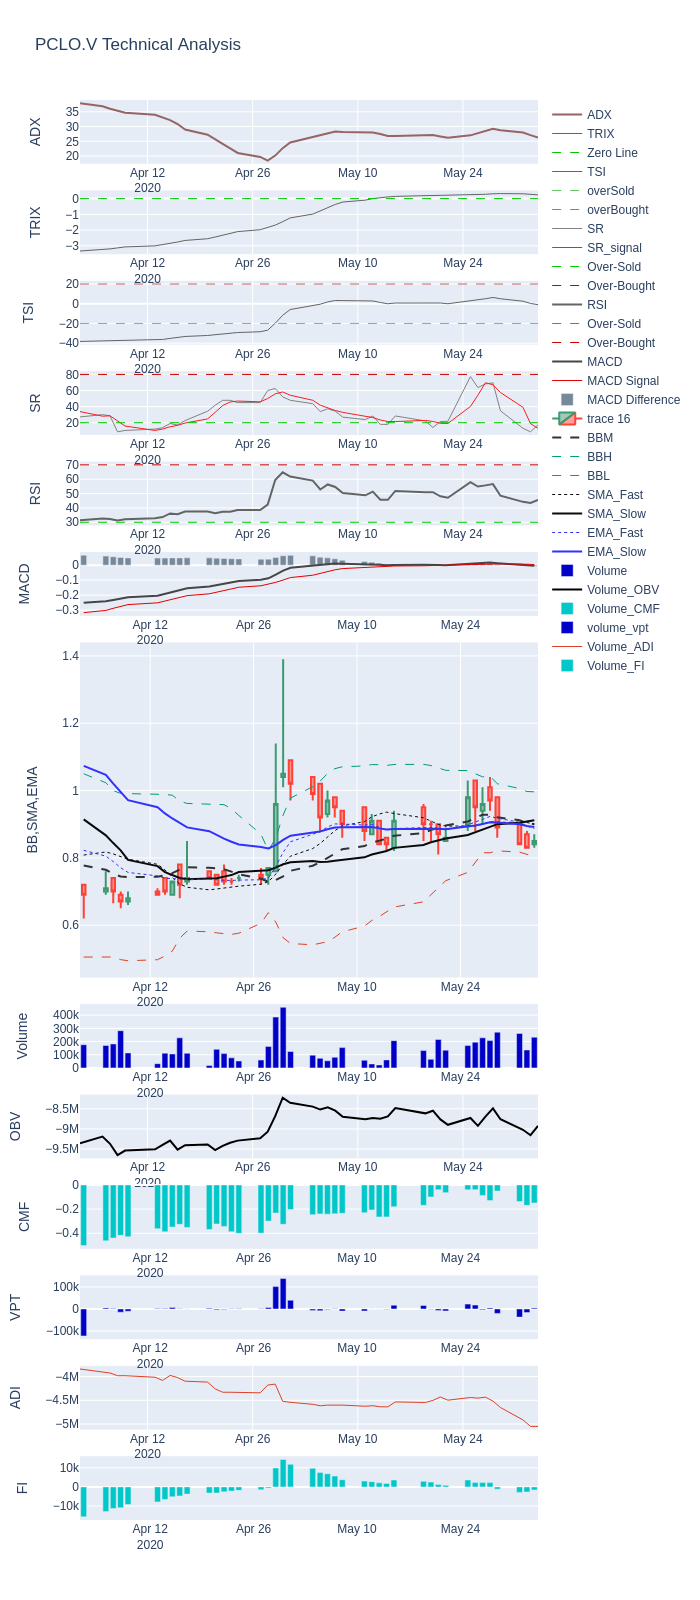 PCLO.V Technical Analysis
ADX
35
30
25
20
Apr 12
2020
Apr 26
May 10
May 24
TRIX
0
−1
−2
−3
Apr 12
2020
Apr 26
May 10
May 24
TSI
20
0
−20
−40
Apr 12
2020
Apr 26
May 10
May 24
SR
80
60
40
20
Apr 12
2020
Apr 26
May 10
May 24
RSI
70
60
50
40
30
Apr 12
2020
Apr 26
May 10
May 24
MACD
0
−0.1
−0.2
−0.3
Apr 12
2020
Apr 26
May 10
May 24
BB,SMA,EMA
1.4
1.2
1
0.8
0.6
Apr 12
2020
Apr 26
May 10
May 24
Volume
400k
300k
200k
100k
0
Apr 12
2020
Apr 26
May 10
May 24
OBV
−8.5M
−9M
−9.5M
Apr 12
2020
Apr 26
May 10
May 24
CMF
0
−0.2
−0.4
Apr 12
2020
Apr 26
May 10
May 24
VPT
100k
0
−100k
Apr 12
2020
Apr 26
May 10
May 24
ADI
−4M
−4.5M
−5M
Apr 12
2020
Apr 26
May 10
May 24
FI
10k
0
−10k
Apr 12
2020
Apr 26
May 10
May 24
ADX
TRIX
Zero Line
TSI
overSold
overBought
SR
SR_signal
Over-Sold
Over-Bought
RSI
Over-Sold
Over-Bought
MACD
MACD Signal
MACD Difference
trace 16
BBM
BBH
BBL
SMA_Fast
SMA_Slow
EMA_Fast
EMA_Slow
Volume
Volume_OBV
Volume_CMF
volume_vpt
Volume_ADI
Volume_FI